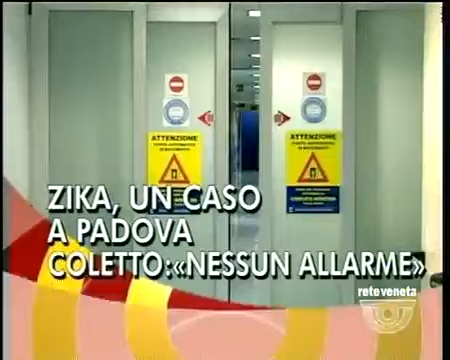 ATTENZIONE
ATTENZIONE
ZIKA, UN CASO
A PADOVA
COLETTO:«NESSUN ALLARME»
reteveneta